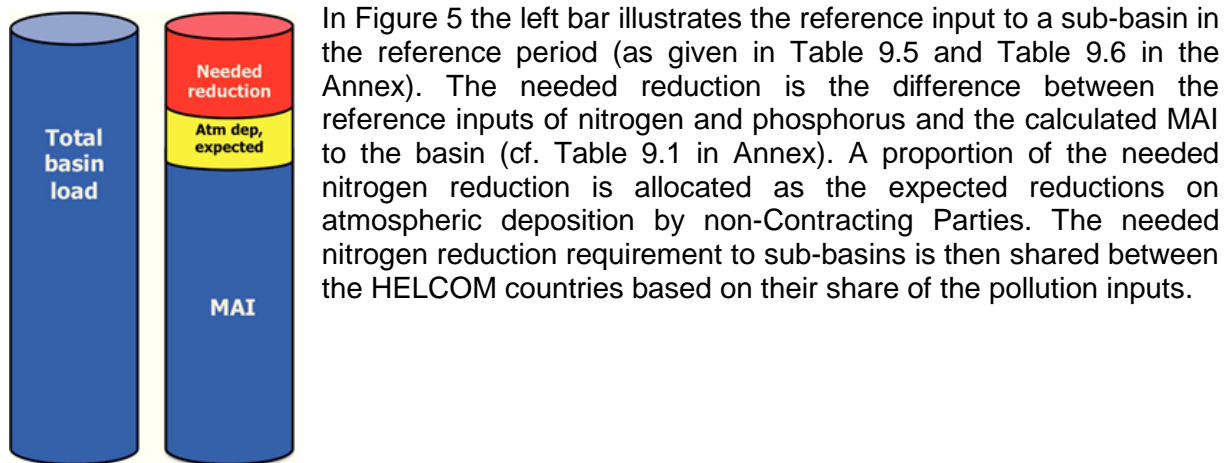 Total
basin
load
Needed
reduction
Atm dep,
expected
MAI
In Figure 5 the left bar illustrates the reference input to a sub-basin in
the reference period (as given in Table 9.5 and Table 9.6 in the
Annex). The needed reduction is the difference between the
reference inputs of nitrogen and phosphorus and the calculated MAI
to the basin (cf. Table 9.1 in Annex). A proportion of the needed
nitrogen reduction is allocated as the expected reductions on
atmospheric deposition by non-Contracting Parties. The needed
nitrogen reduction requirement to sub-basins is then shared between
the HELCOM countries based on their share of the pollution inputs.